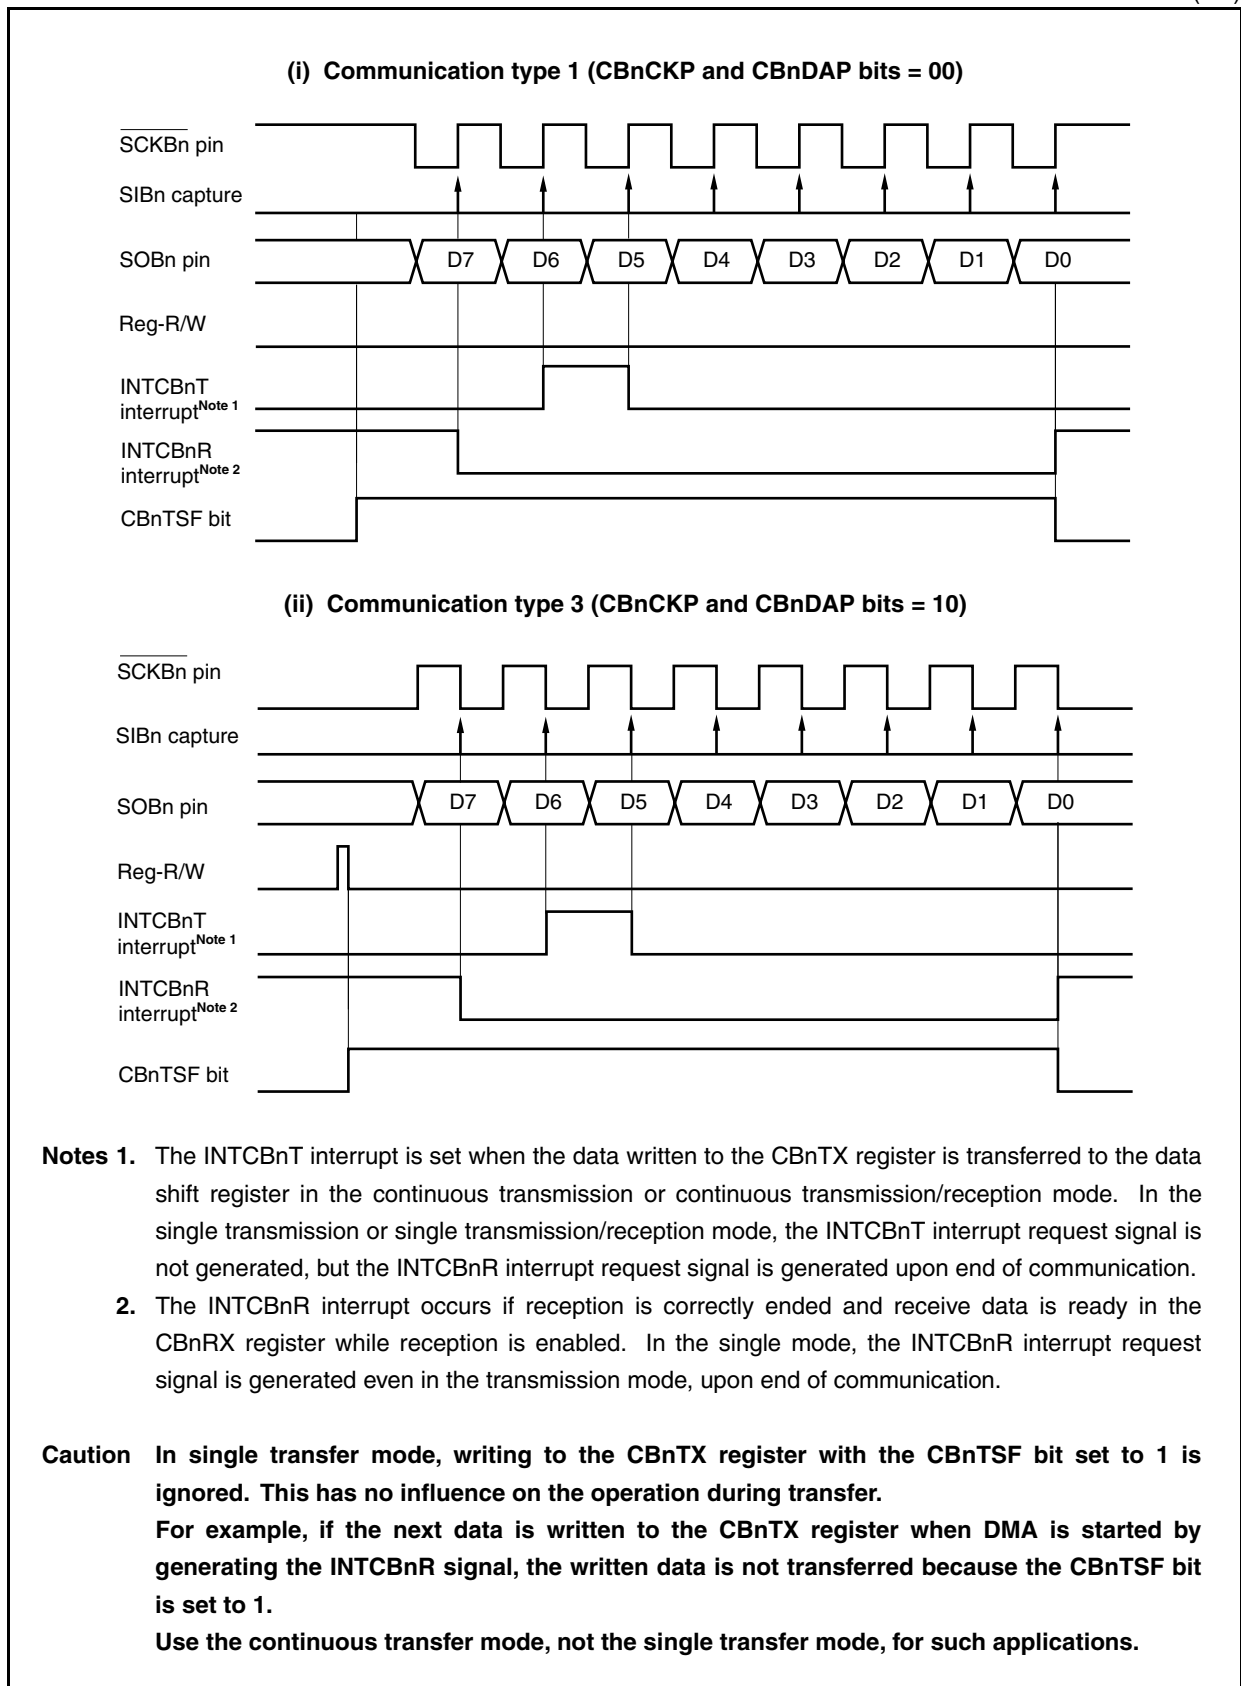 (i) Communication type 1 (CBnCKP and CBnDAP bits = 00)
SCKBn pin
SIBn capture
SOBn pin D7 D6 D5 D4 D3 D2 D1 D0
Reg-R/W
INTCBnT
interruptNote 1
INTCBnR
interruptNote 2
CBnTSF bit
(ii) Communication type 3 (CBnCKP and CBnDAP bits = 10)
SCKBn pin
SIBn capture
SOBn pin D7 D6 D5 D4 D3 D2 D1 D0
Reg-R/W
INTCBnT
interruptNote 1
INTCBnR
interruptNote 2
CBnTSF bit
Notes 1. The INTCBnT interrupt is set when the data written to the CBnTX register is transferred to the data
shift register in the continuous transmission or continuous transmission/reception mode. In the
single transmission or single transmission/reception mode, the INTCBnT interrupt request signal is
not generated, but the INTCBnR interrupt request signal is generated upon end of communication.
2. The INTCBnR interrupt occurs if reception is correctly ended and receive data is ready in the
CBnRX register while reception is enabled. In the single mode, the INTCBnR interrupt request
signal is generated even in the transmission mode, upon end of communication.
Caution In single transfer mode, writing to the CBnTX register with the CBnTSF bit set to 1 is
ignored. This has no influence on the operation during transfer.
For example, if the next data is written to the CBnTX register when DMA is started by
generating the INTCBnR signal, the written data is not transferred because the CBnTSF bit
is set to 1.
Use the continuous transfer mode, not the single transfer mode, for such applications.